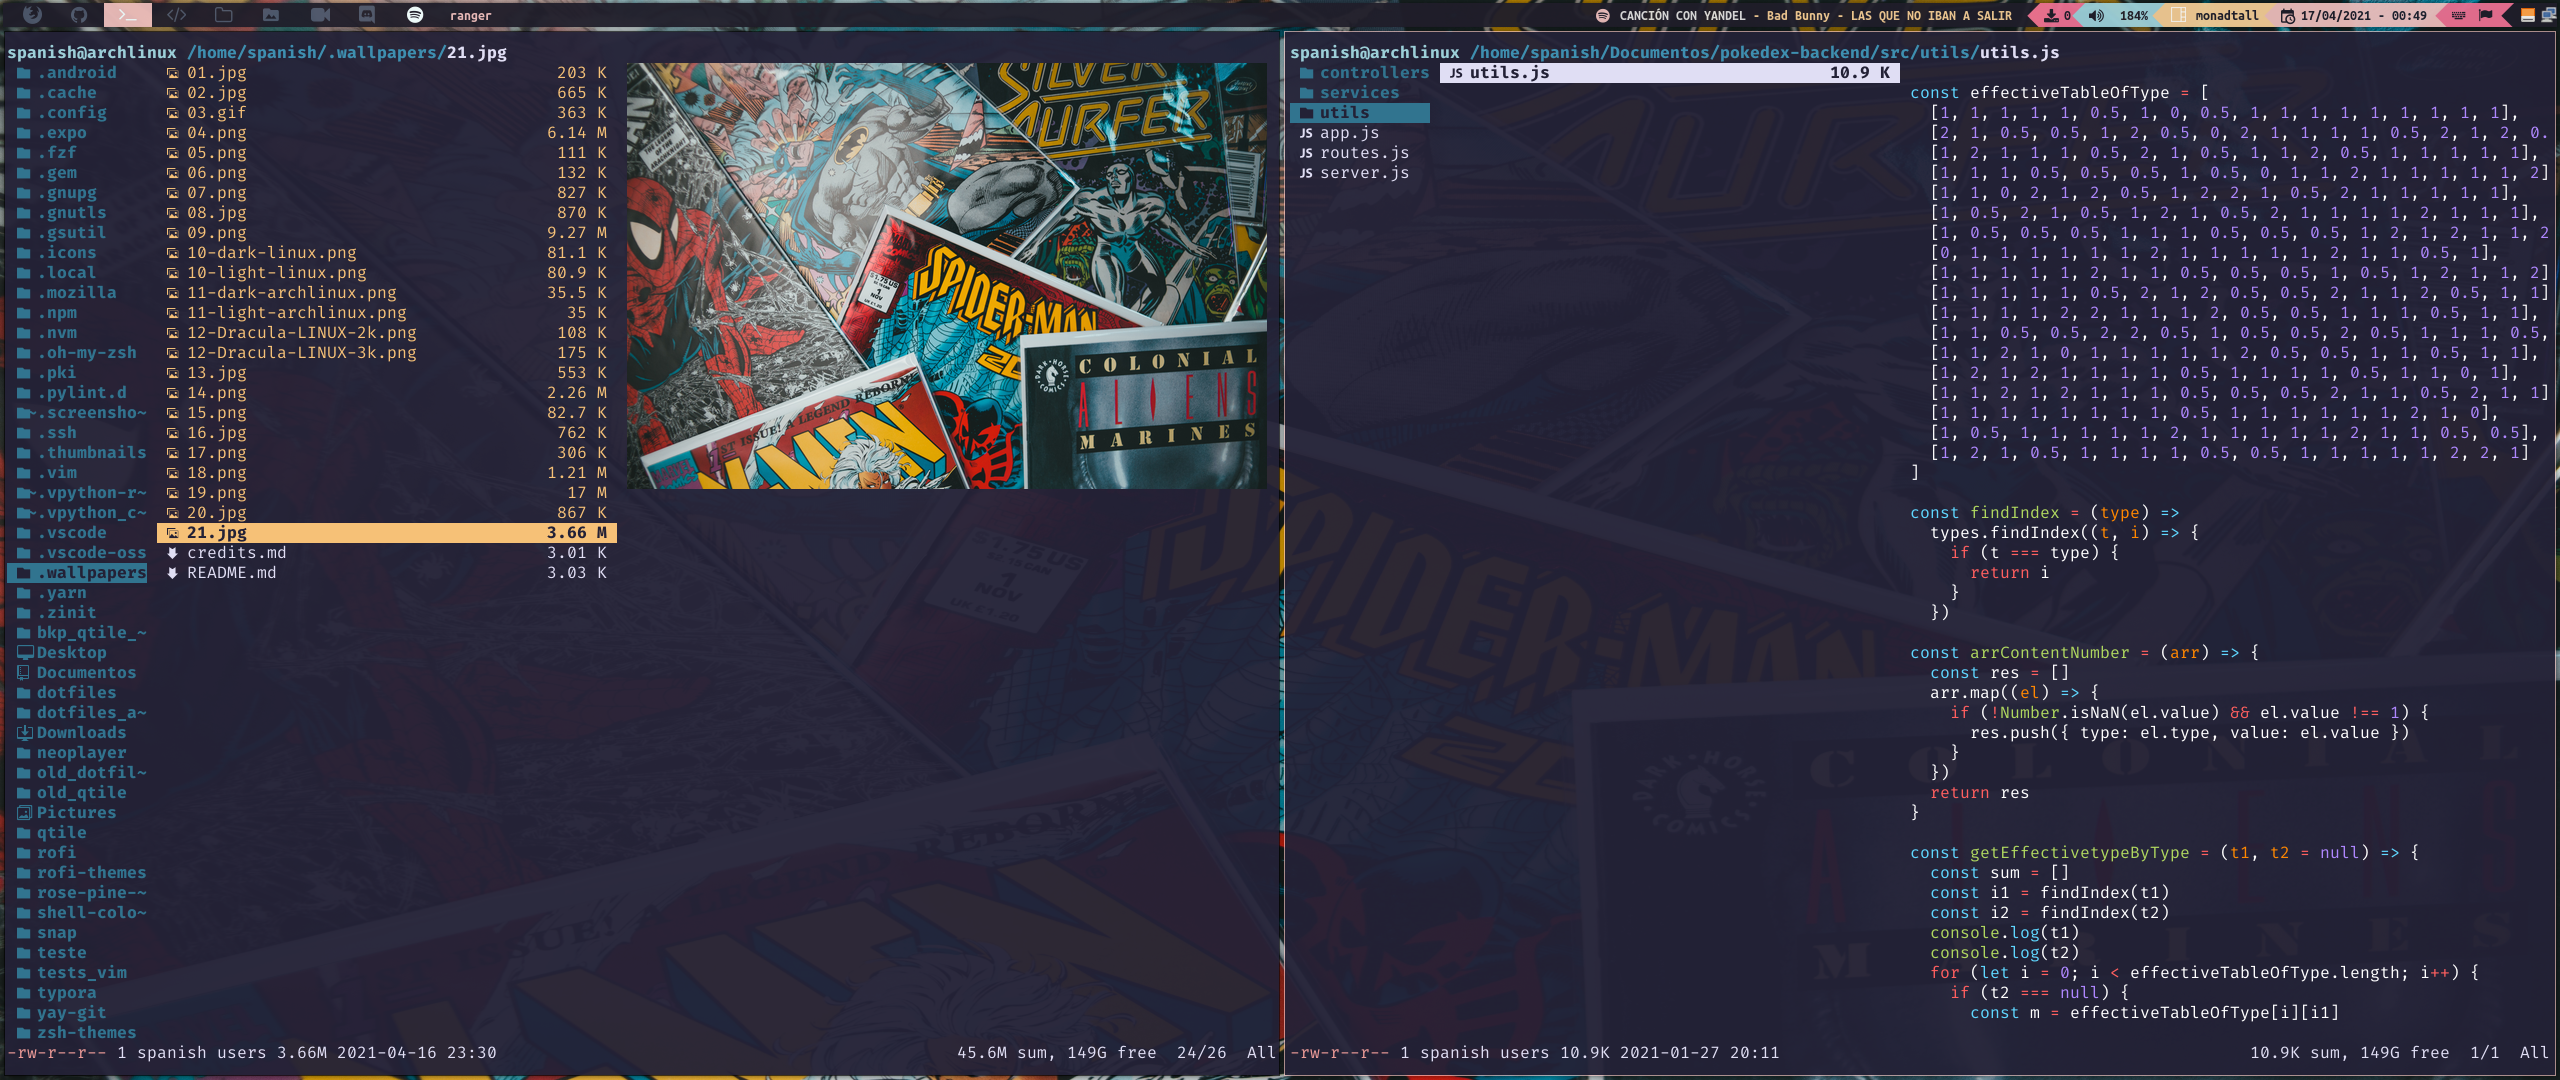 ranger
CANCIÓN CON YANDEL - Bad Bunny - LAS QUE NO IBAN A SALIR
0
184%
monadtall
17/04/2021 - 00:49
spanish@archlinux /home/spanish/.wallpapers/21.jpg
.android
.cache
.config
.expo
.fzf
.gem
.gnupg
.gnutls
.gsutil
.icons
.local
.mozilla
.npm
.nvm
.oh-my-zsh
.pki
.pylint.d
.screensho~
.ssh
.thumbnails
.vim
.vpython-r~
.vpython_c~
.vscode
.vscode-oss
.wallpapers
.yarn
.zinit
bkp_qtile_~
Desktop
Documentos
dotfiles
dotfiles_a~
Downloads
neoplayer
old_dotfil~
old_qtile
Pictures
qtile
rofi
rofi-themes
rose-pine-~
shell-colo~
snap
teste
tests_vim
typora
yay-git
zsh-themes
01.jpg 203 K
02.jpg 665 K
03.gif 363 K
04.png 6.14 M
05.png 111 K
06.png 132 K
07.png 827 K
08.jpg 870 K
09.png 9.27 M
10-dark-linux.png 81.1 K
10-light-linux.png 80.9 K
11-dark-archlinux.png 35.5 K
11-light-archlinux.png 35 K
12-Dracula-LINUX-2k.png 108 K
12-Dracula-LINUX-3k.png 175 K
13.jpg 553 K
14.png 2.26 M
15.png 82.7 K
16.jpg 762 K
17.png 306 K
18.png 1.21 M
19.png 17 M
20.jpg 867 K
21.jpg 3.66 M
credits.md 3.01 K
README.md 3.03 K
SILVER
SURFER
$1.75 US
1
NOV
SPIDER-MAN
DARK HORSE
COMICS
COLONIAL
ALIENS
MARINES
1ST ISSUE! A LEGEND REBORN!
X-MEN
-rw-r--r-- 1 spanish users 3.66M 2021-04-16 23:30
45.6M sum, 149G free 24/26 All
spanish@archlinux /home/spanish/Documentos/pokedex-backend/src/utils/utils.js
controllers
services
utils
JS app.js
JS routes.js
JS server.js
JS utils.js 10.9 K
const effectiveTableOfType = [
[1, 1, 1, 1, 1, 0.5, 1, 0, 0.5, 1, 1, 1, 1, 1, 1, 1, 1, 1],
[2, 1, 0.5, 0.5, 1, 2, 0.5, 0, 2, 1, 1, 1, 1, 0.5, 2, 1, 2, 0.
[1, 2, 1, 1, 1, 0.5, 2, 1, 0.5, 1, 1, 2, 0.5, 1, 1, 1, 1, 1],
[1, 1, 1, 0.5, 0.5, 0.5, 1, 0.5, 0, 1, 1, 2, 1, 1, 1, 1, 1, 2]
[1, 1, 0, 2, 1, 2, 0.5, 1, 2, 2, 1, 0.5, 2, 1, 1, 1, 1, 1],
[1, 0.5, 2, 1, 0.5, 1, 2, 1, 0.5, 2, 1, 1, 1, 1, 2, 1, 1, 1],
[1, 0.5, 0.5, 0.5, 1, 1, 1, 0.5, 0.5, 0.5, 1, 2, 1, 2, 1, 1, 2
[0, 1, 1, 1, 1, 1, 1, 2, 1, 1, 1, 1, 1, 2, 1, 1, 0.5, 1],
[1, 1, 1, 1, 1, 2, 1, 1, 0.5, 0.5, 0.5, 1, 0.5, 1, 2, 1, 1, 2]
[1, 1, 1, 1, 1, 0.5, 2, 1, 2, 0.5, 0.5, 2, 1, 1, 2, 0.5, 1, 1]
[1, 1, 1, 1, 2, 2, 1, 1, 1, 2, 0.5, 0.5, 1, 1, 1, 0.5, 1, 1],
[1, 1, 0.5, 0.5, 2, 2, 0.5, 1, 0.5, 0.5, 2, 0.5, 1, 1, 1, 0.5,
[1, 1, 2, 1, 0, 1, 1, 1, 1, 1, 2, 0.5, 0.5, 1, 1, 0.5, 1, 1],
[1, 2, 1, 2, 1, 1, 1, 1, 0.5, 1, 1, 1, 1, 0.5, 1, 1, 0, 1],
[1, 1, 2, 1, 2, 1, 1, 1, 0.5, 0.5, 0.5, 2, 1, 1, 0.5, 2, 1, 1]
[1, 1, 1, 1, 1, 1, 1, 1, 0.5, 1, 1, 1, 1, 1, 1, 2, 1, 0],
[1, 0.5, 1, 1, 1, 1, 1, 2, 1, 1, 1, 1, 1, 2, 1, 1, 0.5, 0.5],
[1, 2, 1, 0.5, 1, 1, 1, 1, 0.5, 0.5, 1, 1, 1, 1, 1, 2, 2, 1]
]
const findIndex = (type) =>
types.findIndex((t, i) => {
if (t === type) {
return i
}
})
const arrContentNumber = (arr) => {
const res = []
arr.map((el) => {
if (!Number.isNaN(el.value) && el.value !== 1) {
res.push({ type: el.type, value: el.value })
}
})
return res
}
const getEffectivetypeByType = (t1, t2 = null) => {
const sum = []
const i1 = findIndex(t1)
const i2 = findIndex(t2)
console.log(t1)
console.log(t2)
for (let i = 0; i < effectiveTableOfType.length; i++) {
if (t2 === null) {
const m = effectiveTableOfType[i][i1]
-rw-r--r-- 1 spanish users 10.9K 2021-01-27 20:11
10.9K sum, 149G free 1/1 All